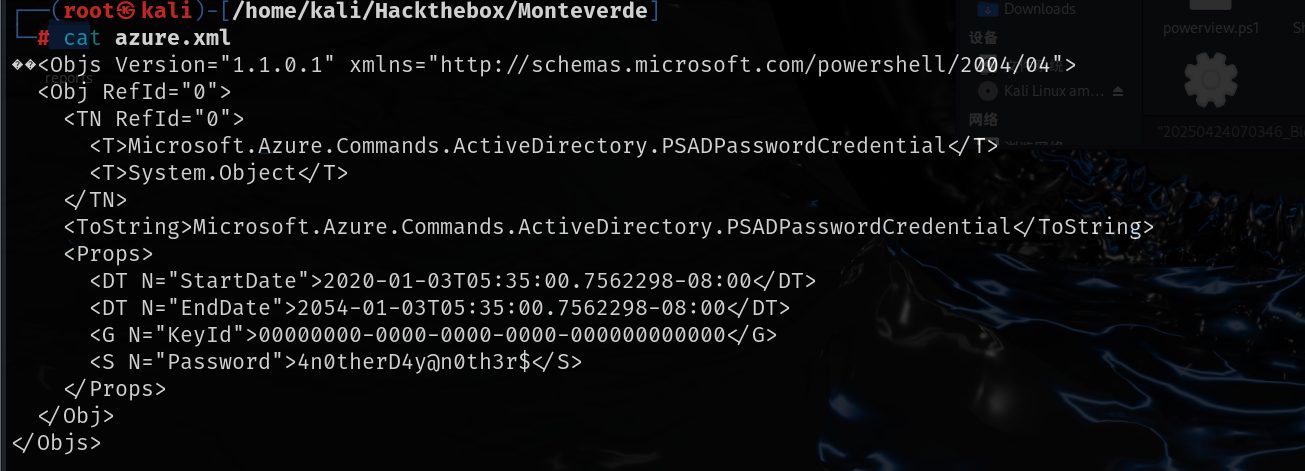 ┌──(root㉿kali)-[/home/kali/Hackthebox/Monteverde]
└─# cat azure.xml
��<Objs Version="1.1.0.1" xmlns="http://schemas.microsoft.com/powershell/2004/04">
  <Obj RefId="0">
    <TN RefId="0">
      <T>Microsoft.Azure.Commands.ActiveDirectory.PSADPasswordCredential</T>
      <T>System.Object</T>
    </TN>
    <ToString>Microsoft.Azure.Commands.ActiveDirectory.PSADPasswordCredential</ToString>
    <Props>
      <DT N="StartDate">2020-01-03T05:35:00.7562298-08:00</DT>
      <DT N="EndDate">2054-01-03T05:35:00.7562298-08:00</DT>
      <G N="KeyId">00000000-0000-0000-0000-000000000000</G>
      <S N="Password">4n0therD4y@n0th3r$</S>
    </Props>
  </Obj>
</Objs>
reports
Downloads
设备
Kali Linux am...
网络
powerview.ps1
"20250424070346_Bl